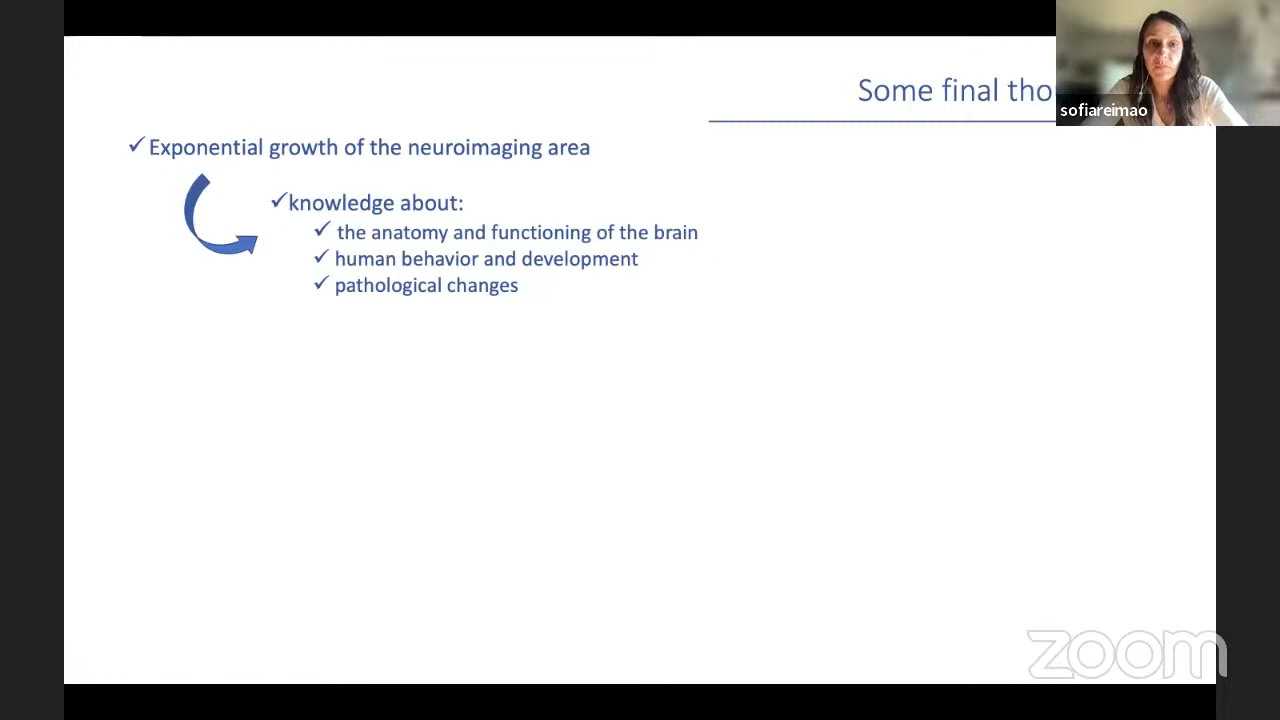 Some final tho
sofiareimao
✓Exponential growth of the neuroimaging area
✓knowledge about:
✓ the anatomy and functioning of the brain
✓ human behavior and development
✓ pathological changes
zoom